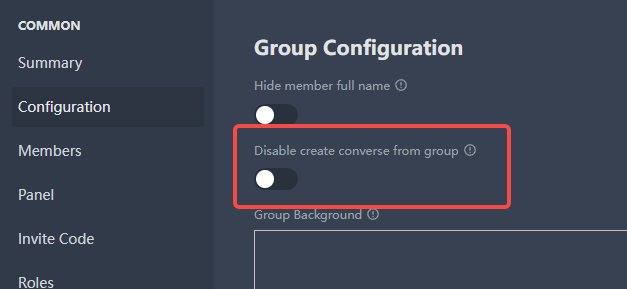 COMMON
Summary
Configuration
Members
Panel
Invite Code
Roles
Group Configuration
Hide member full name
Disable create converse from group
Group Background